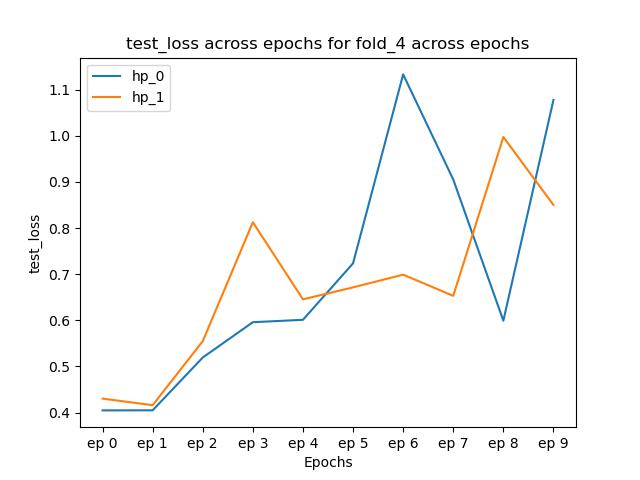 test_loss across epochs for fold_4 across epochs
hp_0
hp_1
test_loss
1.1
1.0
0.9
0.8
0.7
0.6
0.5
0.4
ep 0 ep 1 ep 2 ep 3 ep 4 ep 5 ep 6 ep 7 ep 8 ep 9
Epochs